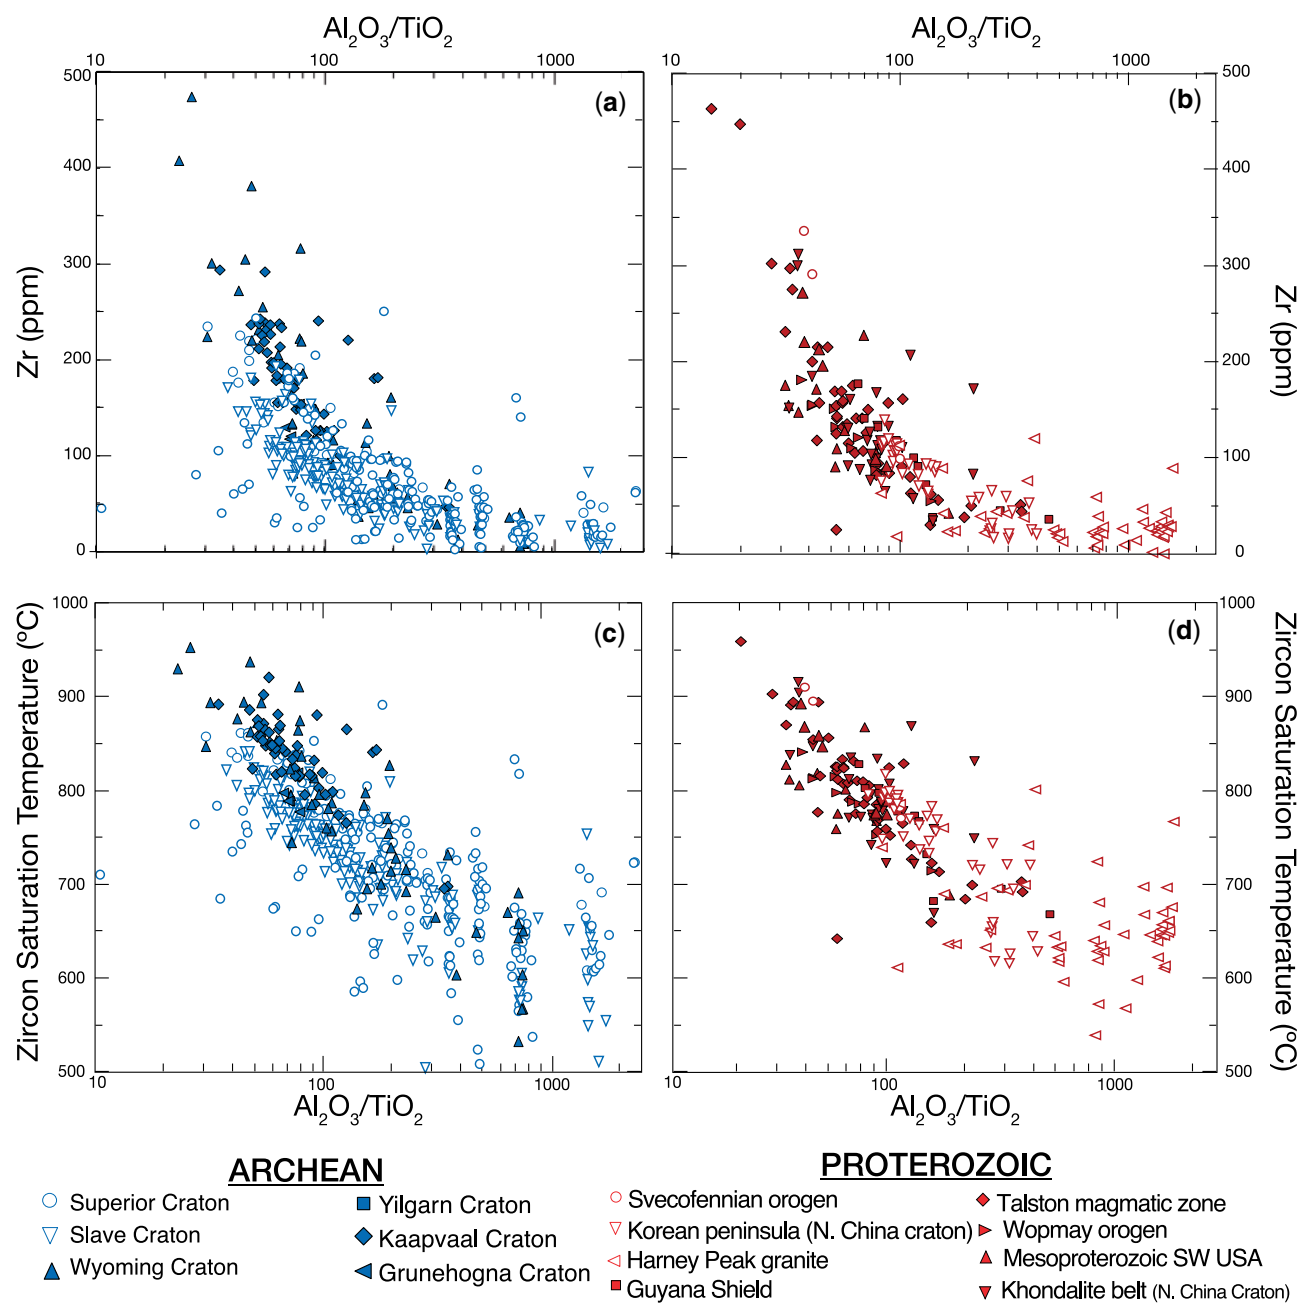 Al2O3/TiO2
Al2O3/TiO2
10 100 1000
10 100 1000
(a)
(b)
500
400
300
200
100
0
Zr (ppm)
500
400
300
200
100
0
Zr (ppm)
(c)
(d)
1000
900
800
700
600
500
Zircon Saturation Temperature (ºC)
1000
900
800
700
600
500
Zircon Saturation Temperature (ºC)
10 100 1000
10 100 1000
Al2O3/TiO2
Al2O3/TiO2
ARCHEAN
Superior Craton
Slave Craton
Wyoming Craton
Yilgarn Craton
Kaapvaal Craton
Grunehogna Craton
PROTEROZOIC
Svecofennian orogen
Korean peninsula (N. China craton)
Harney Peak granite
Guyana Shield
Talston magmatic zone
Wopmay orogen
Mesoproterozoic SW USA
Khondalite belt (N. China Craton)